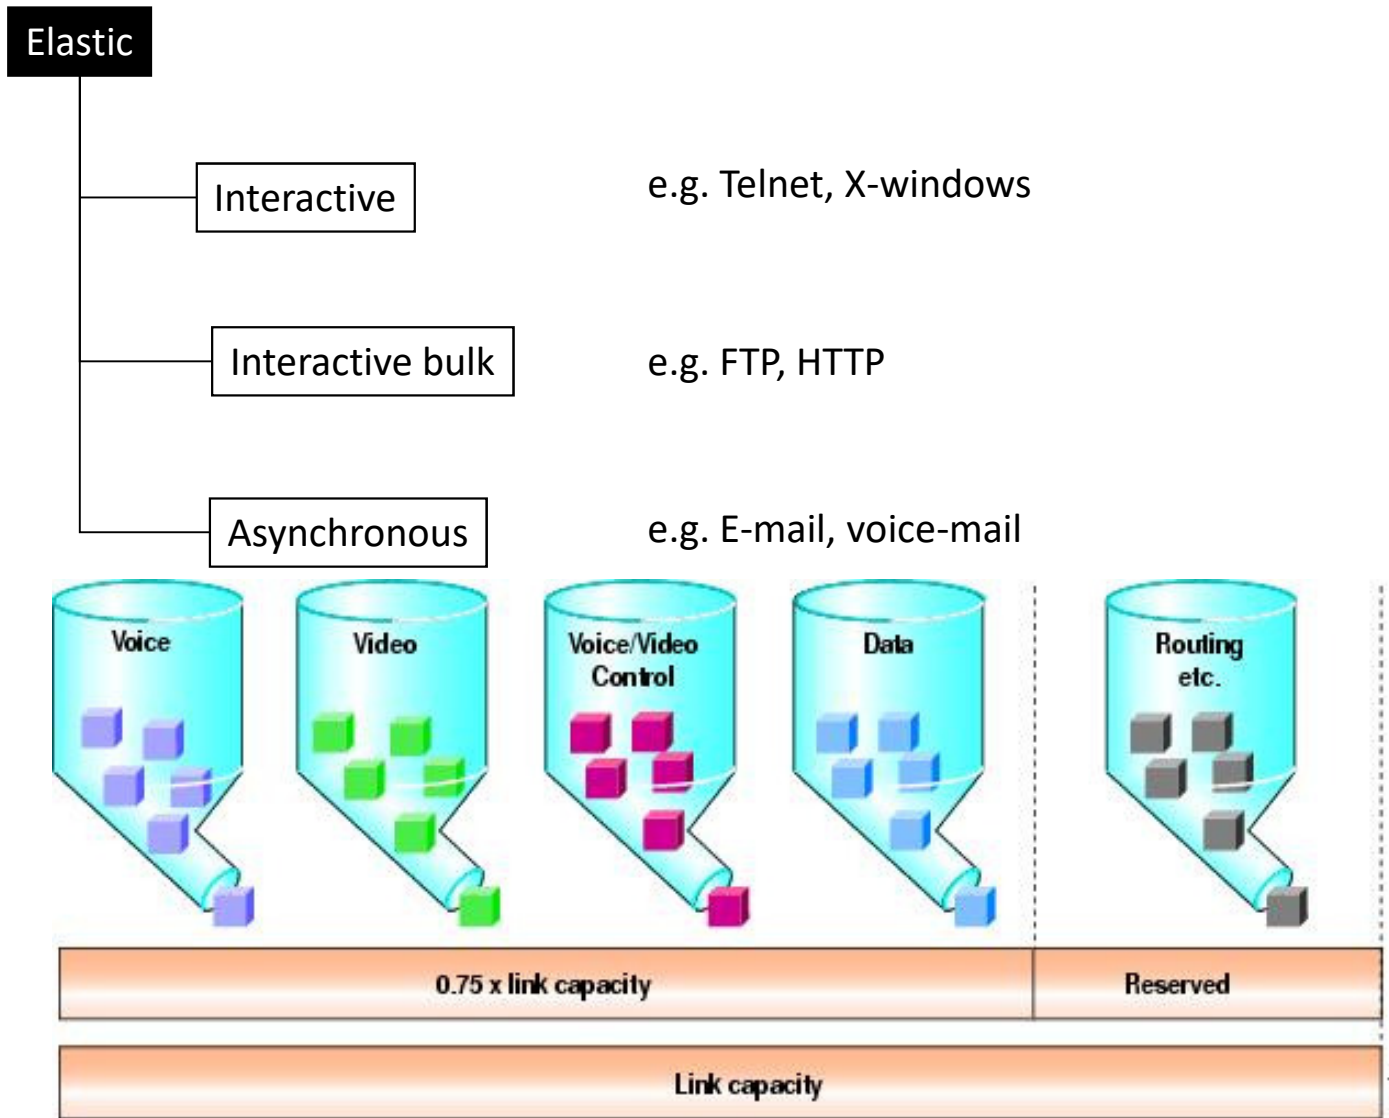 Elastic
Interactive
e.g. Telnet, X-windows
Interactive bulk
e.g. FTP, HTTP
Asynchronous
e.g. E-mail, voice-mail
Voice
Video
Voice/Video
Control
Data
Routing
etc.
0.75 x link capacity
Reserved
Link capacity